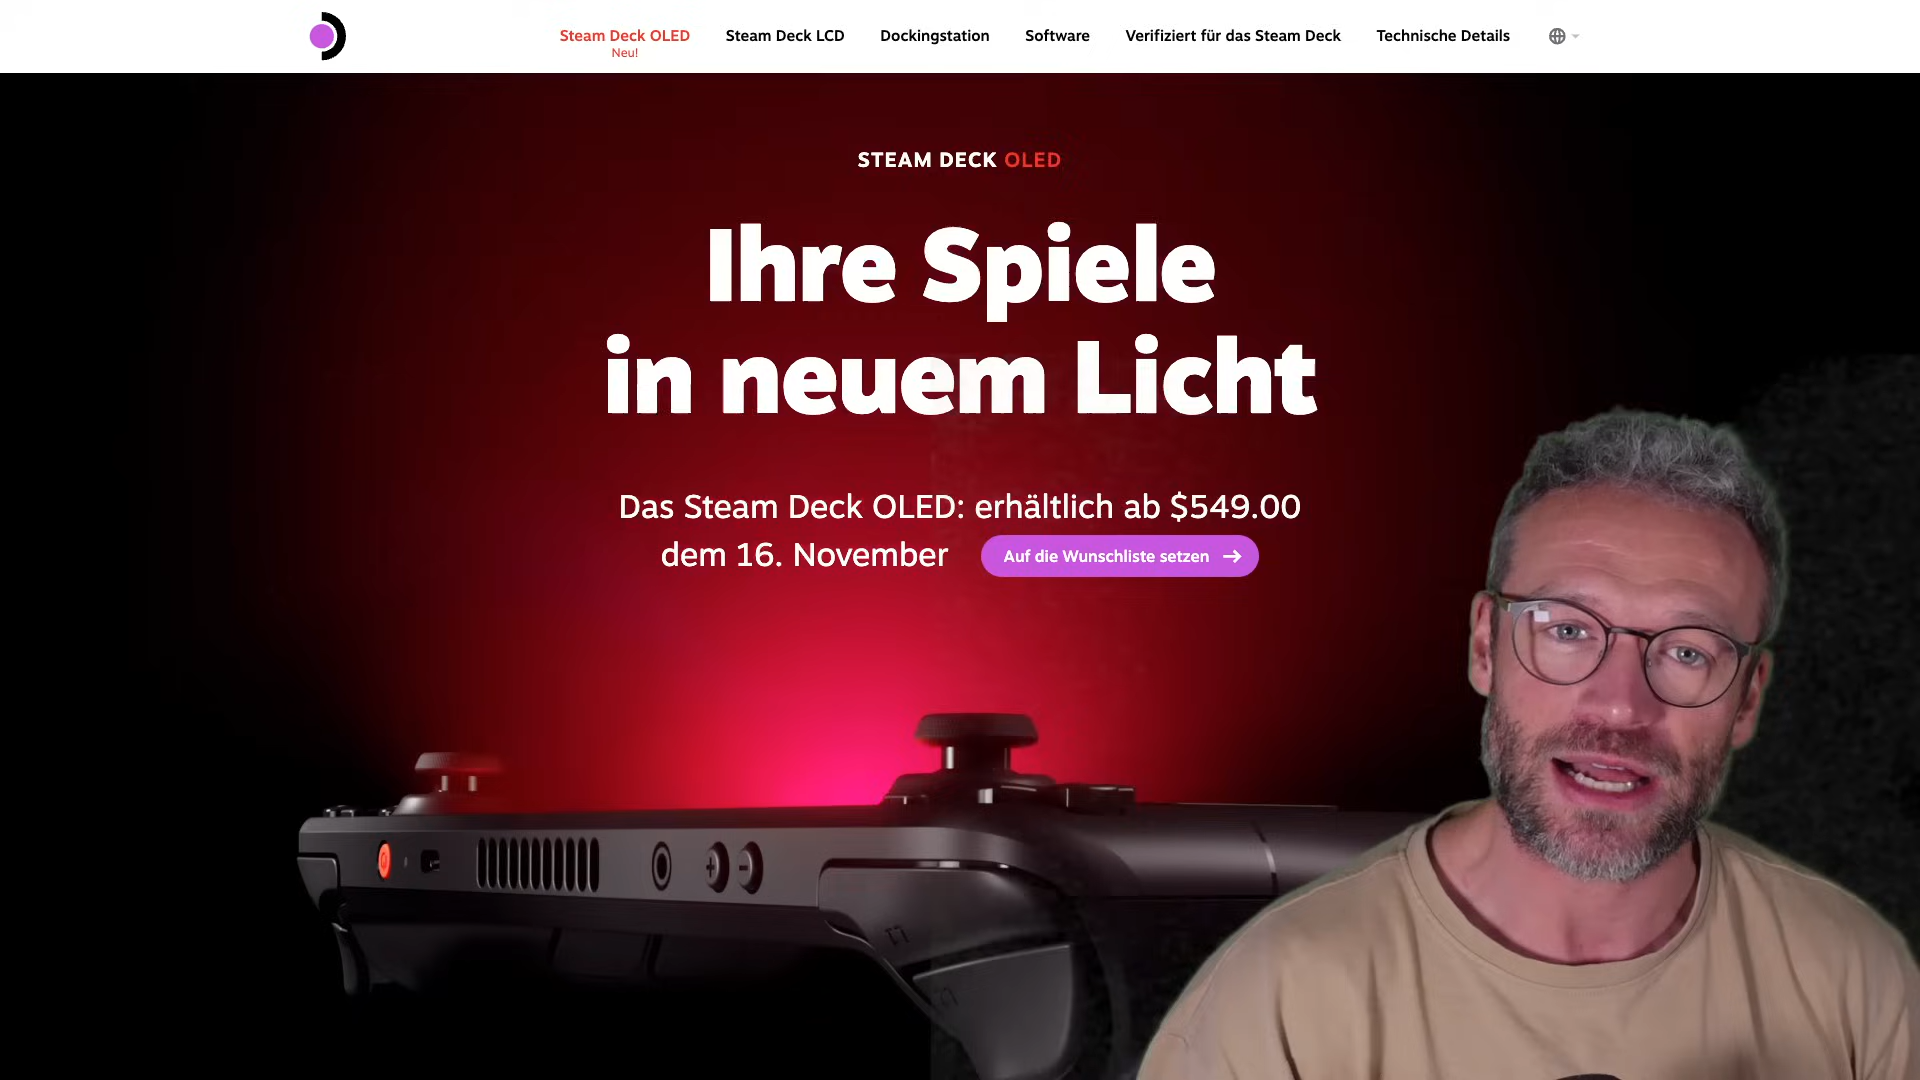 Steam Deck OLED
Neu!
Steam Deck LCD
Dockingstation
Software
Verifiziert für das Steam Deck
Technische Details
STEAM DECK OLED
Ihre Spiele
in neuem Licht
Das Steam Deck OLED: erhältlich ab $549.00
dem 16. November
Auf die Wunschliste setzen →
+ -
L1